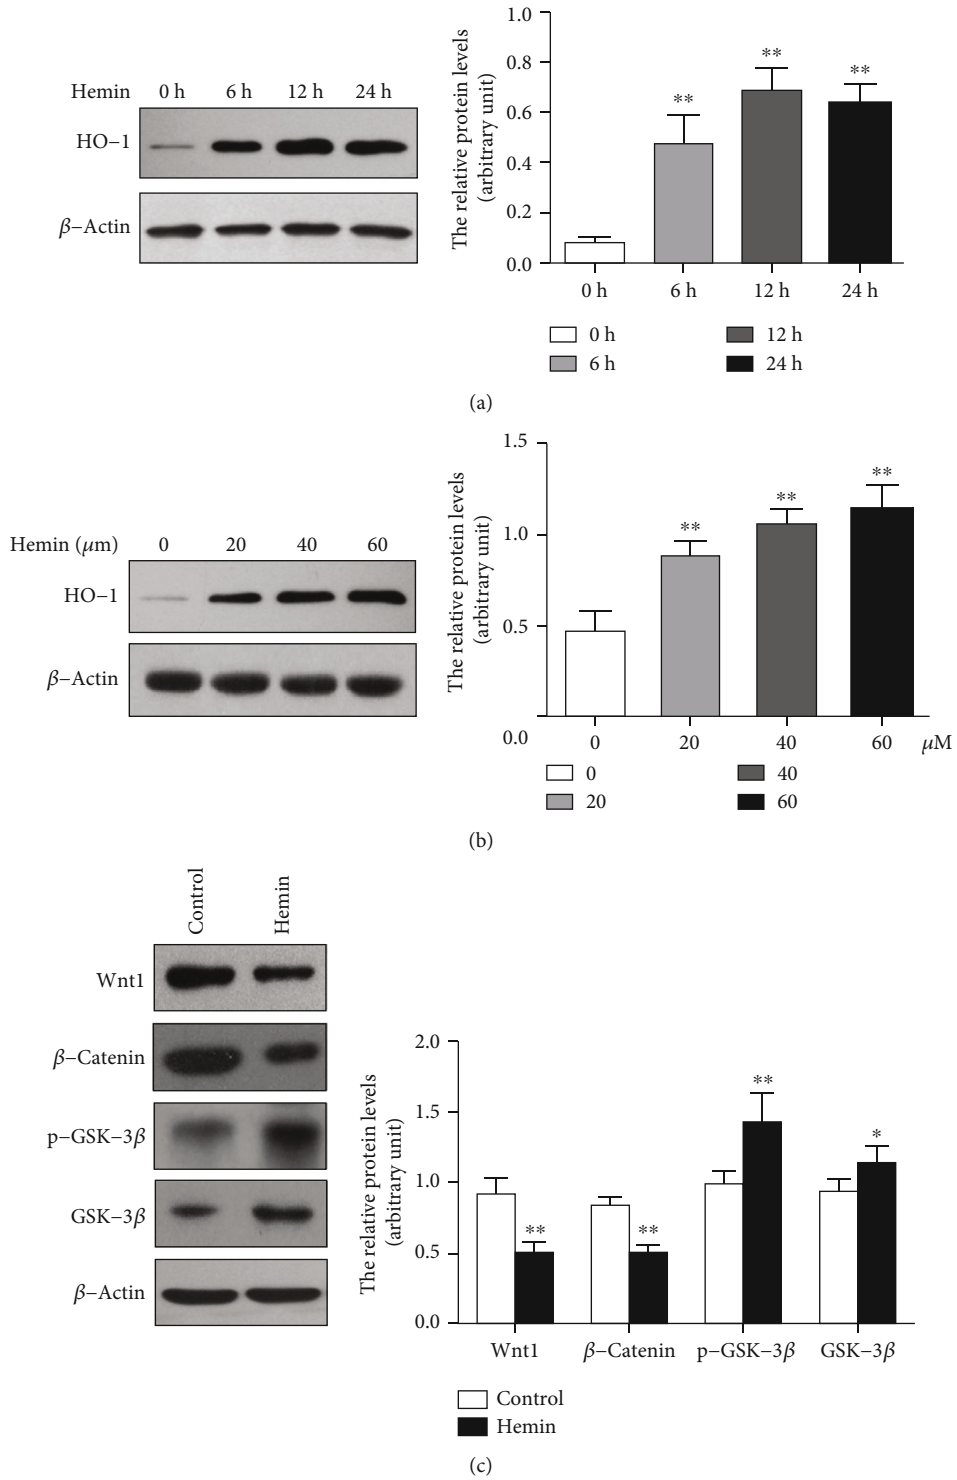 Hemin 0 h 6 h 12 h 24 h
HO−1
β−Actin
The relative protein levels
(arbitrary unit)
1.0
0.8
0.6
0.4
0.2
0.0
**
**
**
0 h 6 h 12 h 24 h
0 h 12 h
6 h 24 h
(a)
Hemin (μm) 0 20 40 60
HO−1
β−Actin
The relative protein levels
(arbitrary unit)
1.5
1.0
0.5
0.0
**
**
**
0 20 40 60 μM
0 40
20 60
(b)
Control Hemin
Wnt1
β−Catenin
p−GSK−3β
GSK−3β
β−Actin
The relative protein levels
(arbitrary unit)
2.0
1.5
1.0
0.5
0.0
**
**
**
*
Wnt1 β−Catenin p−GSK−3β GSK−3β
Control
Hemin
(c)